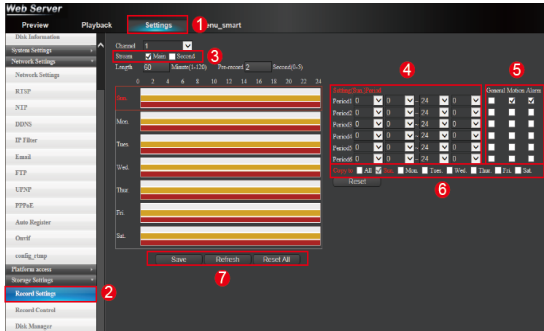 Web Server
Preview Playback Settings 1 enu_smart
Disk Information
System Settings
Network Settings
Network Settings
RTSP
NTP
DDNS
IP Filter
Email
FTP
UPNP
PPPoE
Auto Register
Onvif
config_rtmp
Platform access
Storage Settings
Record Settings 2
Record Control
Disk Manager
Channel 1
Stream Main Second 3
Length 60 Minute(1-120) Pre-record 2 Second(0-5)
0 2 4 6 8 10 12 14 16 18 20 22 24
Sun.
Mon.
Tues.
Wed.
Thur.
Fri.
Sat.
4 5
General Motion Alarm
Period1 0 0 - 24 0
Period2 0 0 - 24 0
Period3 0 0 - 24 0
Period4 0 0 - 24 0
Period5 0 0 - 24 0
Period6 0 0 - 24 0
Copy to All Sun. Mon. Tues. Wed. Thur. Fri. Sat.
Reset 6
Save Refresh Reset All
7